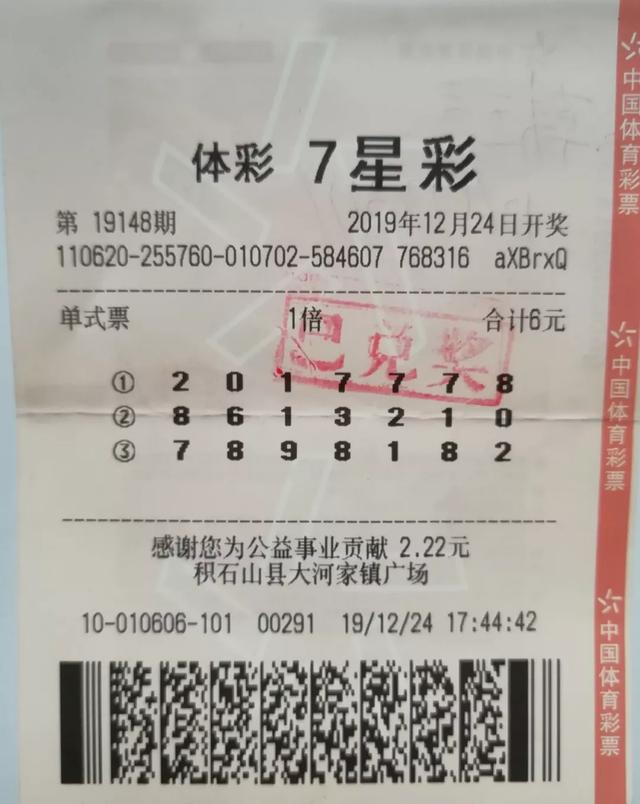 体彩 7星彩
第 19148期 2019年12月24日开奖
110620-255760-010702-584607 768316 aXBrxQ
单式票 1倍 合计6元
已兑奖
① 2 0 1 7 7 7 8
② 8 6 1 3 2 1 0
③ 7 8 9 8 1 8 2
感谢您为公益事业贡献 2.22元
积石山县大河家镇广场
10-010606-101 00291 19/12/24 17:44:42
中国体育彩票
中国体育彩票
中国体育彩票